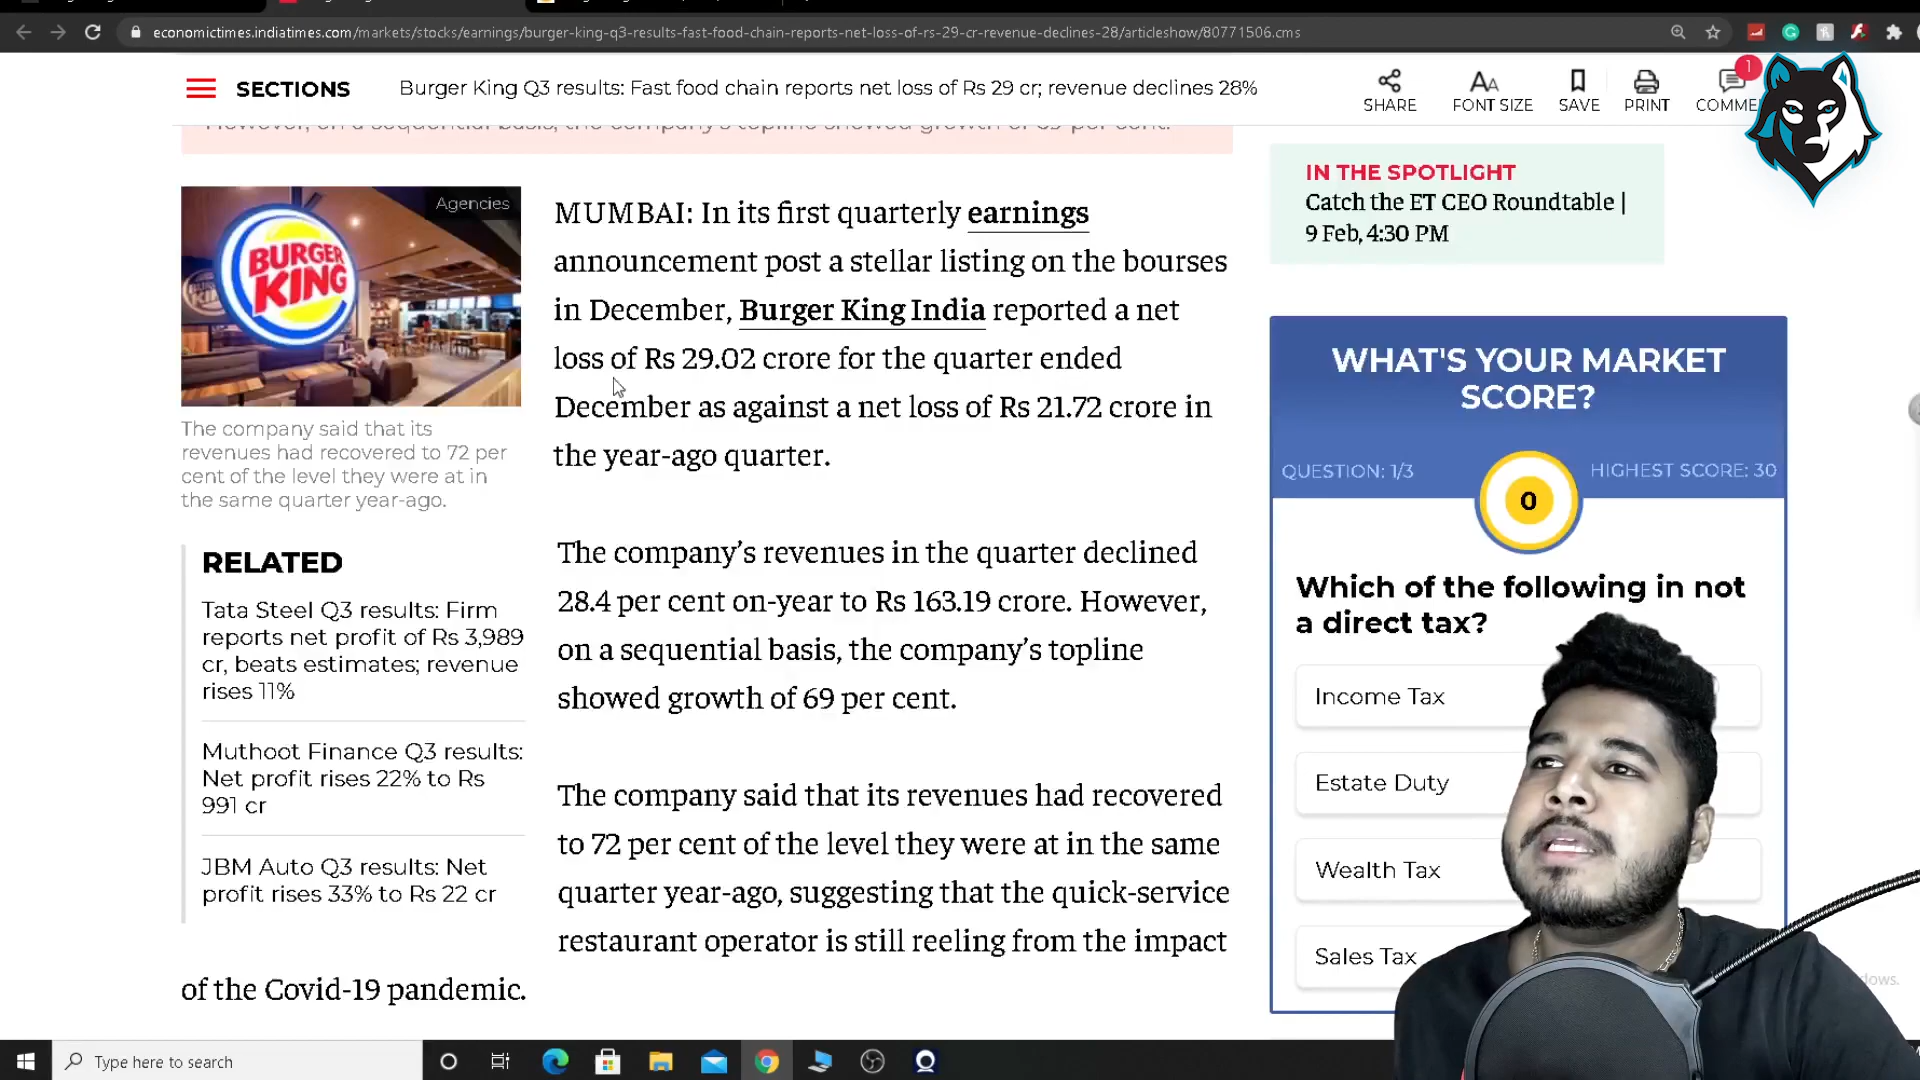 economictimes.indiatimes.com/markets/stocks/earnings/burger-king-q3-results-fast-food-chain-reports-net-loss-of-rs-29-cr-revenue-declines-28/articleshow/80771506.cms
SECTIONS
Burger King Q3 results: Fast food chain reports net loss of Rs 29 cr; revenue declines 28%
SHARE
FONT SIZE
SAVE
PRINT
COMME
1
However, on a sequential basis, the company's topline showed growth of 69 per cent.
Agencies
BURGER
KING
The company said that its
revenues had recovered to 72 per
cent of the level they were at in
the same quarter year-ago.
RELATED
Tata Steel Q3 results: Firm
reports net profit of Rs 3,989
cr, beats estimates; revenue
rises 11%
Muthoot Finance Q3 results:
Net profit rises 22% to Rs
991 cr
JBM Auto Q3 results: Net
profit rises 33% to Rs 22 cr
MUMBAI: In its first quarterly earnings
announcement post a stellar listing on the bourses
in December, Burger King India reported a net
loss of Rs 29.02 crore for the quarter ended
December as against a net loss of Rs 21.72 crore in
the year-ago quarter.
The company's revenues in the quarter declined
28.4 per cent on-year to Rs 163.19 crore. However,
on a sequential basis, the company's topline
showed growth of 69 per cent.
The company said that its revenues had recovered
to 72 per cent of the level they were at in the same
quarter year-ago, suggesting that the quick-service
restaurant operator is still reeling from the impact
of the Covid-19 pandemic.
IN THE SPOTLIGHT
Catch the ET CEO Roundtable |
9 Feb, 4:30 PM
WHAT'S YOUR MARKET
SCORE?
QUESTION: 1/3
0
HIGHEST SCORE: 30
Which of the following in not
a direct tax?
Income Tax
Estate Duty
Wealth Tax
Sales Tax
dows.
Type here to search